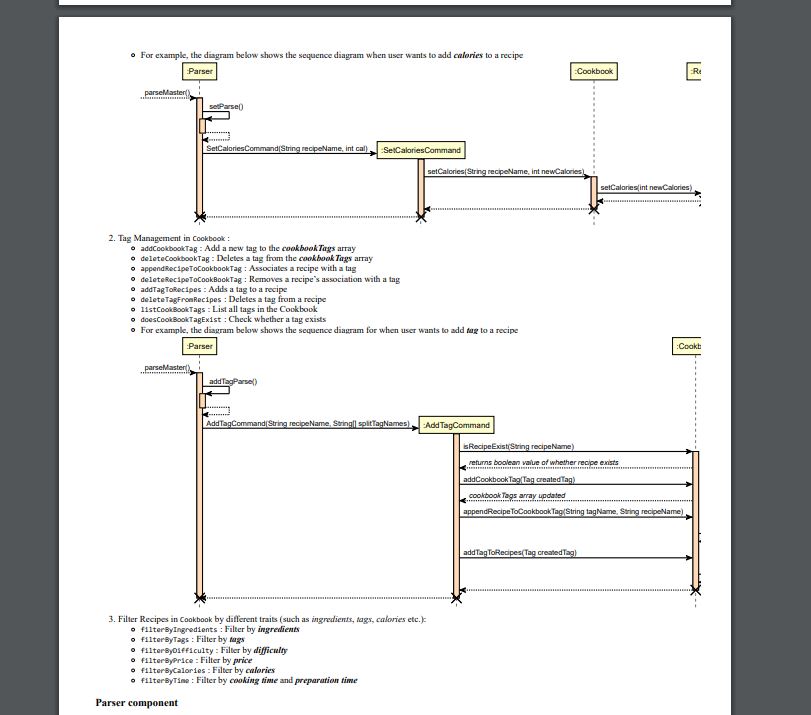 For example, the diagram below shows the sequence diagram when user wants to add calories to a recipe
:Parser
:Cookbook
:Re
parseMaster()
setParse()
SetCaloriesCommand(String recipeName, int cal)
:SetCaloriesCommand
setCalories(String recipeName, int newCalories)
setCalories(int newCalories)
2. Tag Management in Cookbook :
addCookbookTag : Add a new tag to the cookbookTags array
deleteCookbookTag : Deletes a tag from the cookbookTags array
appendRecipeToCookbookTag : Associates a recipe with a tag
deleteRecipeToCookBookTag : Removes a recipe's association with a tag
addTagToRecipes : Adds a tag to a recipe
deleteTagFromRecipes : Deletes a tag from a recipe
listCookBookTags : List all tags in the Cookbook
doesCookBookTagExist : Check whether a tag exists
For example, the diagram below shows the sequence diagram for when user wants to add tag to a recipe
:Parser
:Cookb
parseMaster()
addTagParse()
AddTagCommand(String recipeName, String[] splitTagNames)
:AddTagCommand
isRecipeExist(String recipeName)
returns boolean value of whether recipe exists
addCookbookTag(Tag createdTag)
cookbookTags array updated
appendRecipeToCookbookTag(String tagName, String recipeName)
addTagToRecipes(Tag createdTag)
3. Filter Recipes in Cookbook by different traits (such as ingredients, tags, calories etc.):
filterByIngredients : Filter by ingredients
filterByTags : Filter by tags
filterByDifficulty : Filter by difficulty
filterByPrice : Filter by price
filterByCalories : Filter by calories
filterByTime : Filter by cooking time and preparation time
Parser component